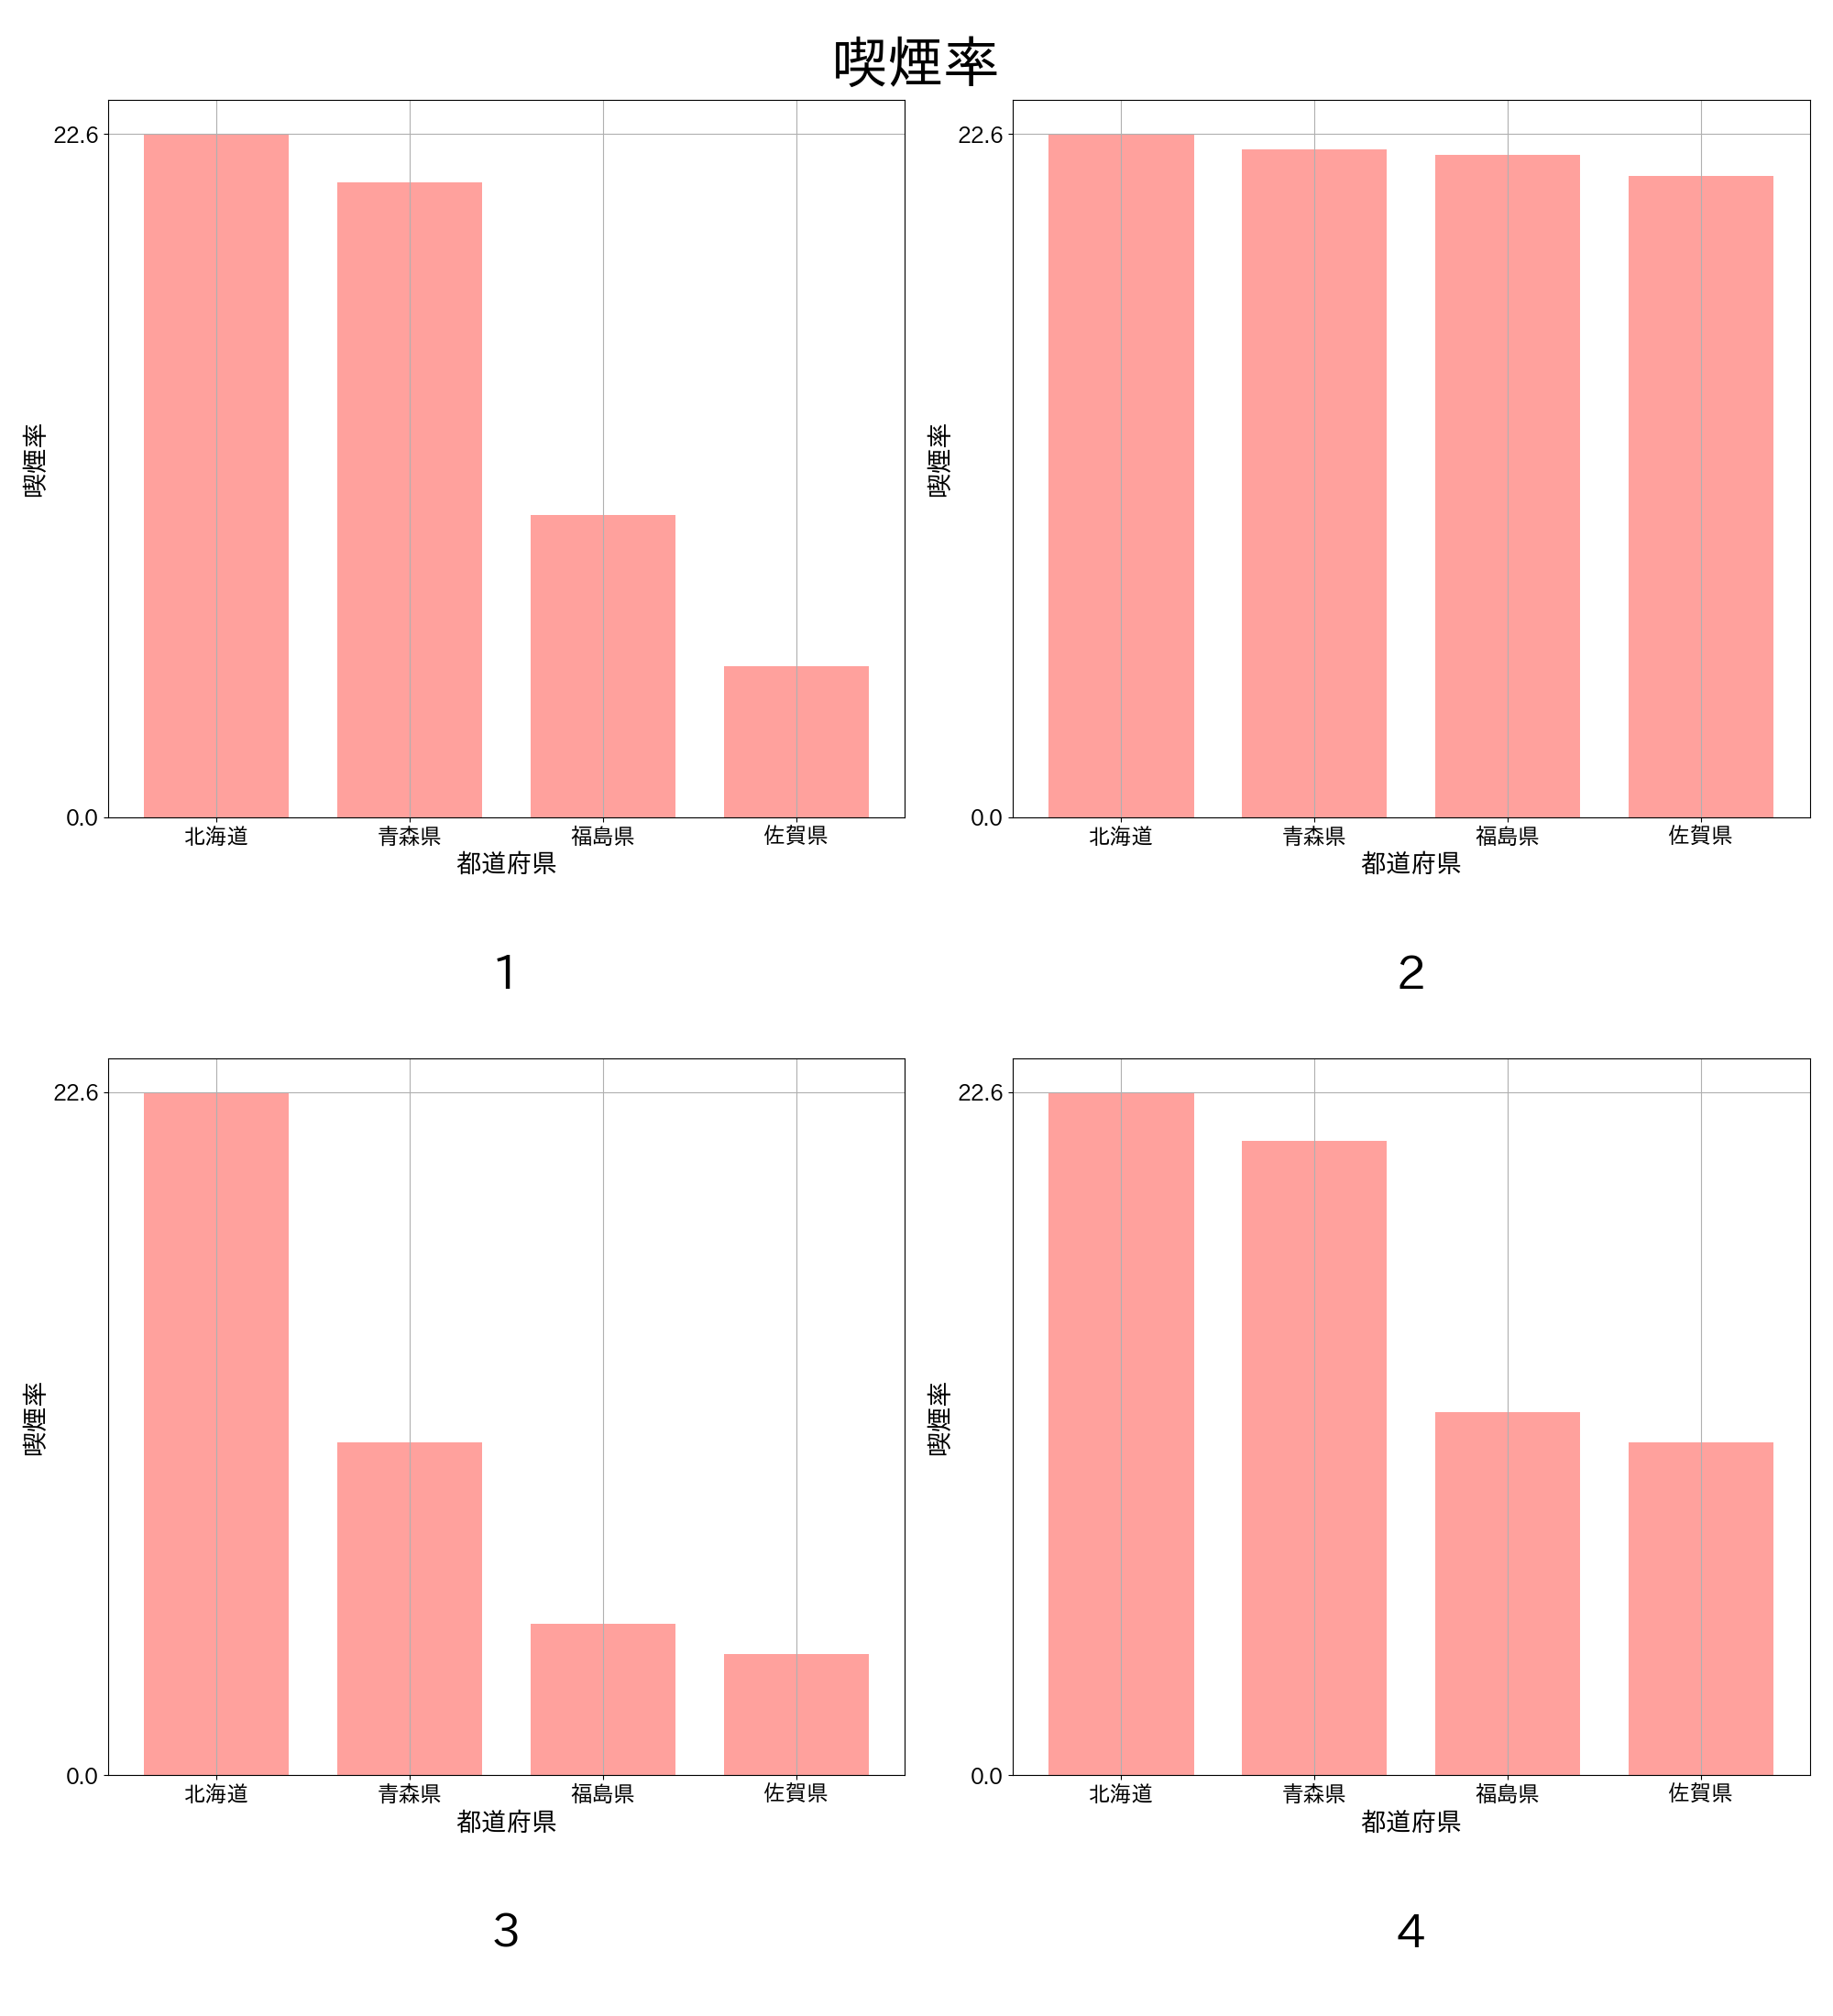 喫煙率
22.6
0.0
喫煙率
北海道 青森県 福島県 佐賀県
都道府県
1
22.6
0.0
喫煙率
北海道 青森県 福島県 佐賀県
都道府県
2
22.6
0.0
喫煙率
北海道 青森県 福島県 佐賀県
都道府県
3
22.6
0.0
喫煙率
北海道 青森県 福島県 佐賀県
都道府県
4